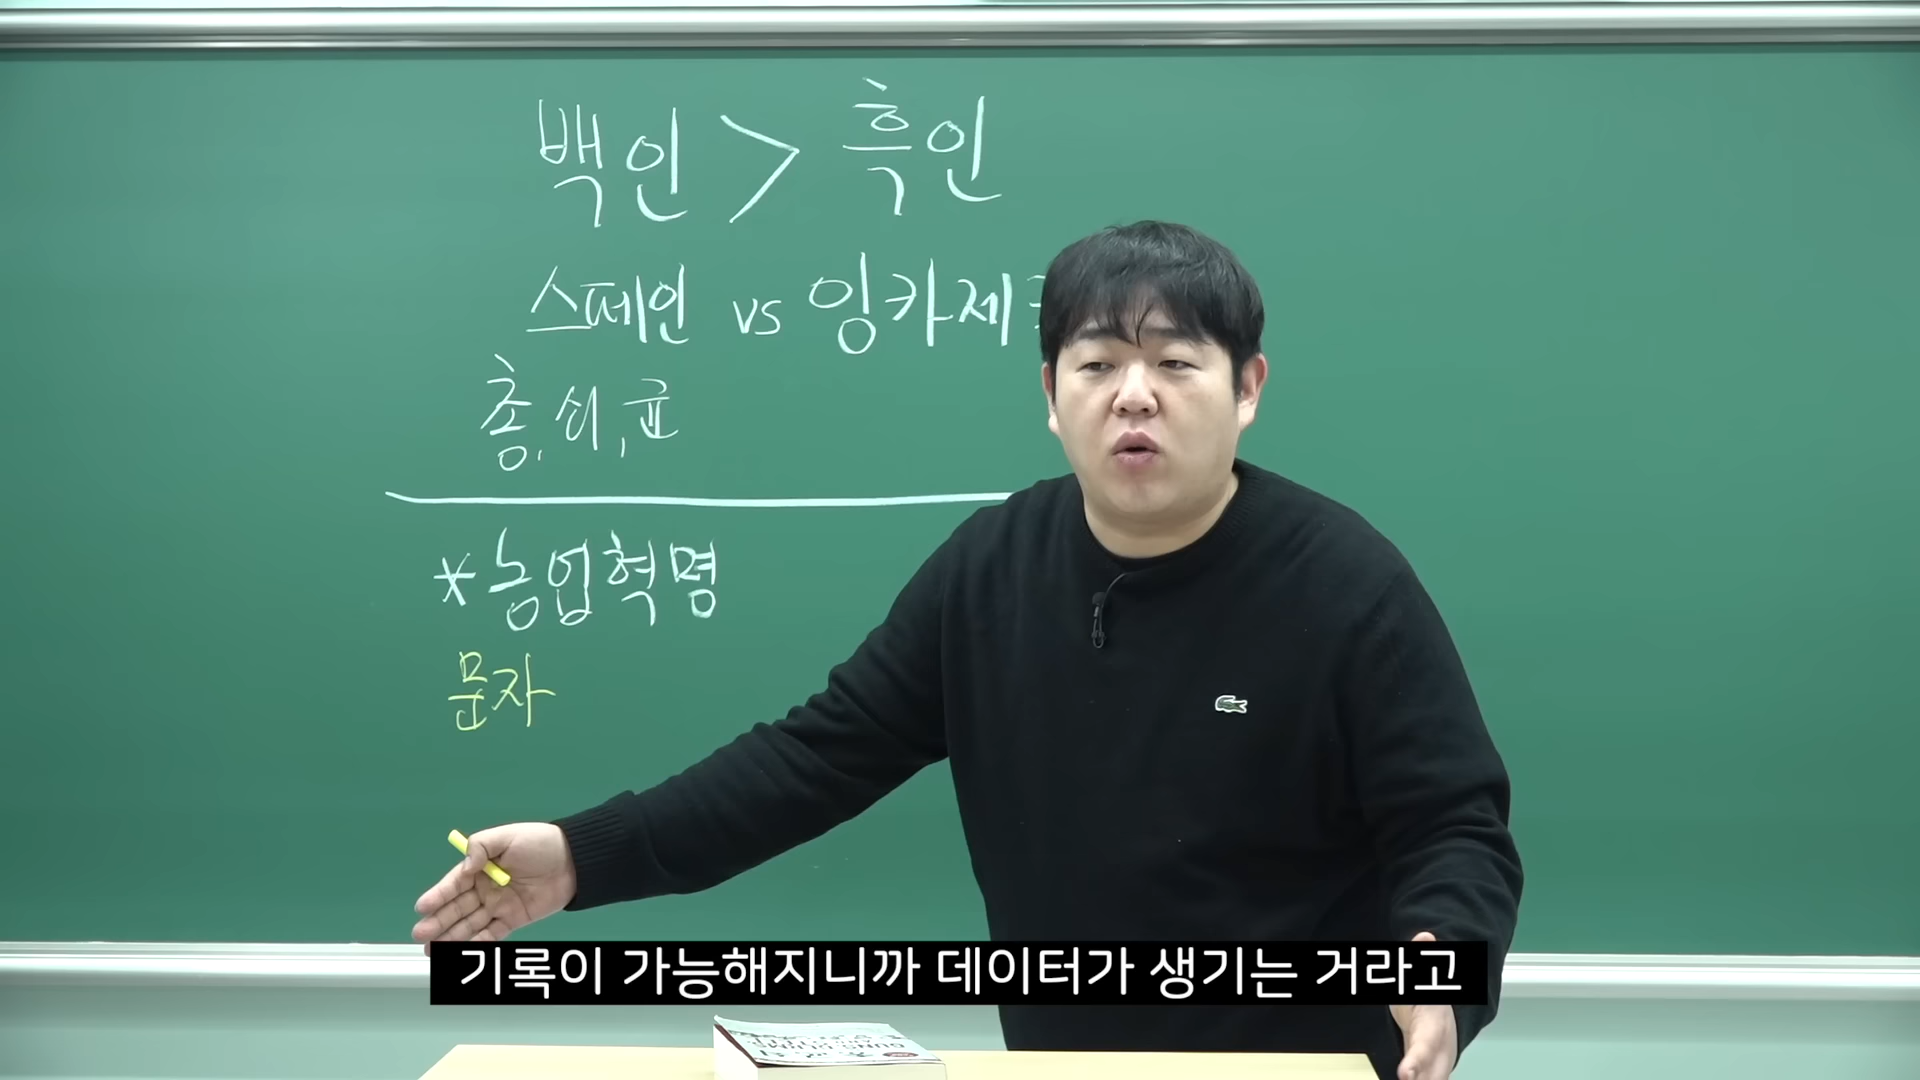 백인 > 흑인
스페인 vs 잉카제
총, 쇠, 균
*농업혁명
문자
기록이 가능해지니까 데이터가 생기는 거라고
GUNS, GERMS,